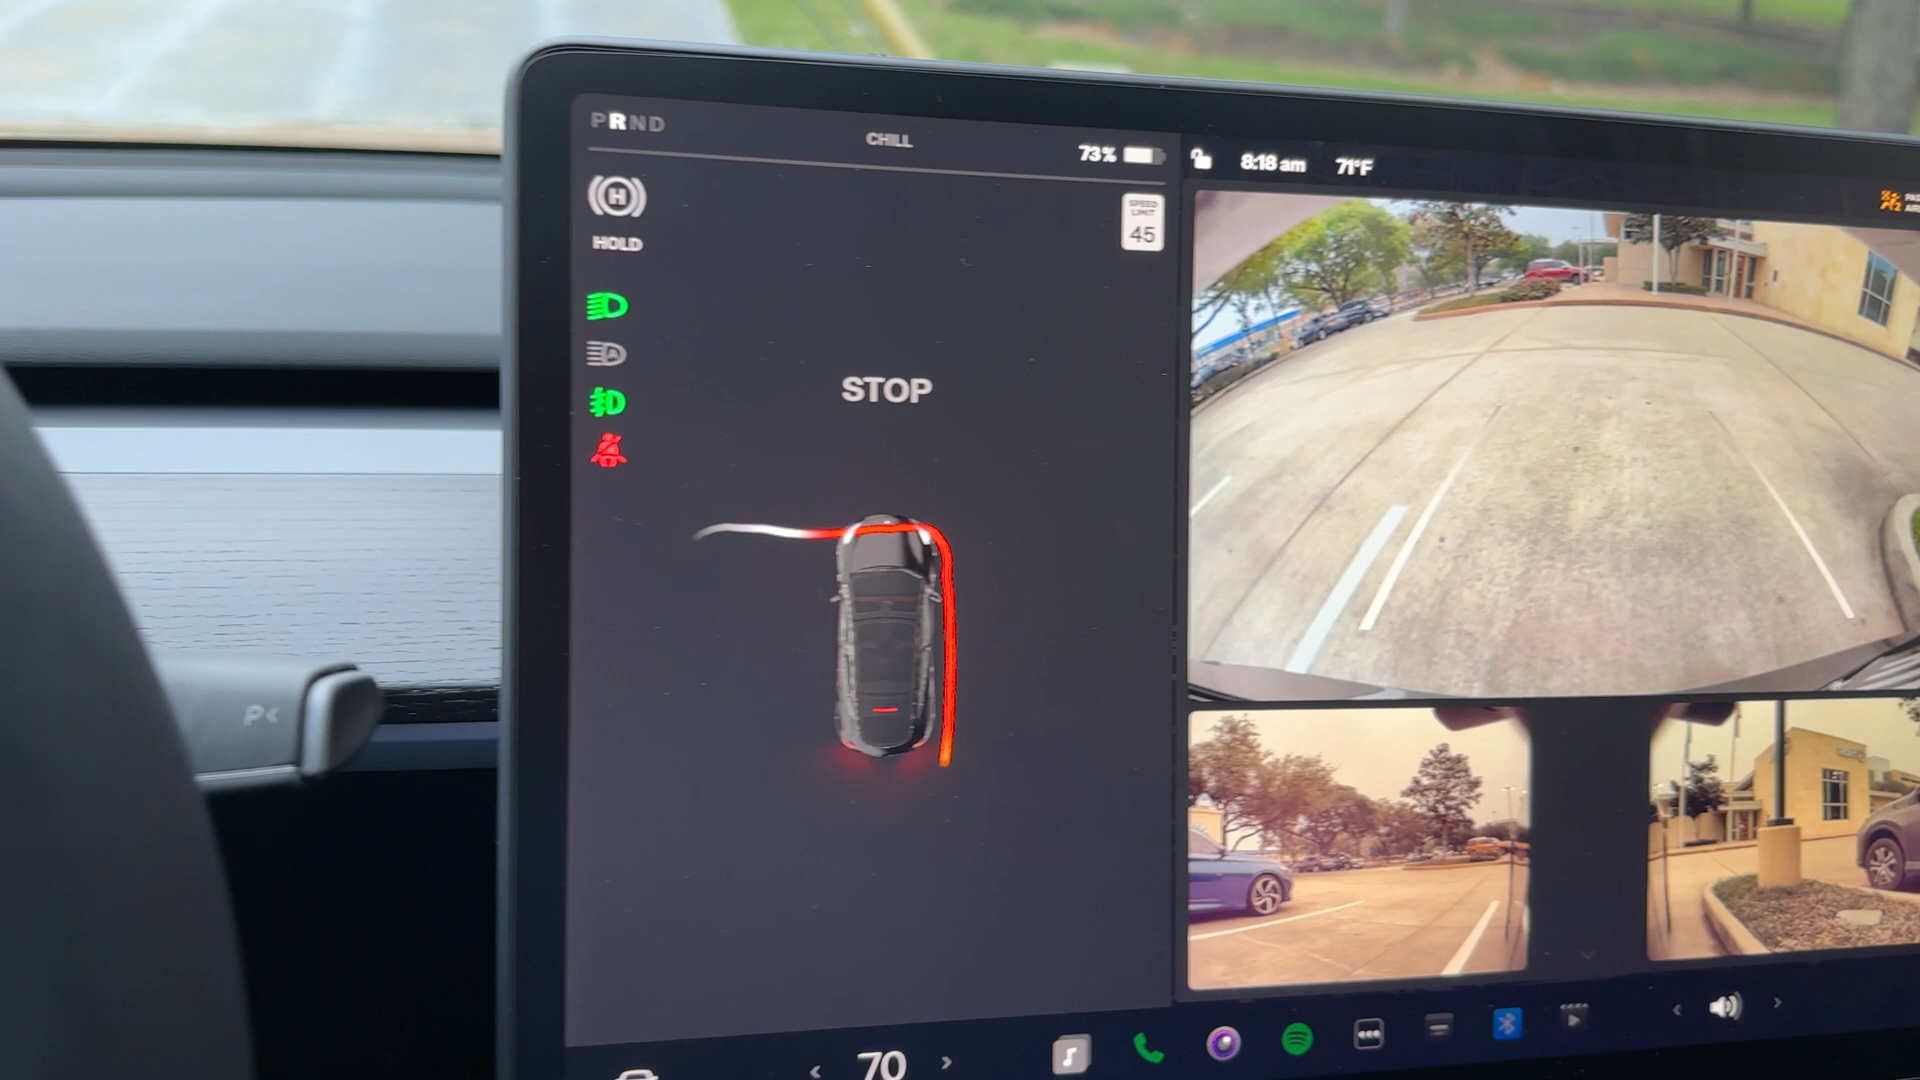 PRND
CHILL
73%
8:18 am
71°F
HOLD
SPEED
LIMIT
45
STOP
P<
70